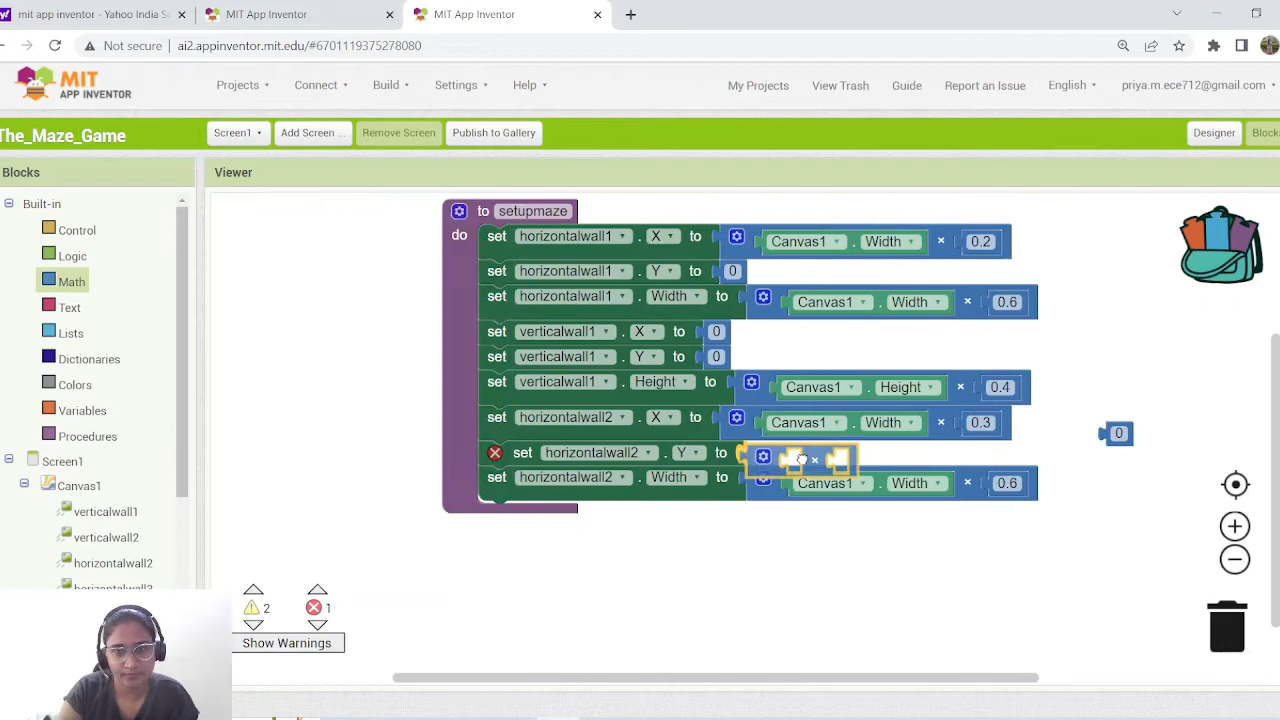 mit app inventor - Yahoo India Se
MIT App Inventor
MIT App Inventor
Not secure
ai2.appinventor.mit.edu/#6701119375278080
MIT
APP INVENTOR
Projects
Connect
Build
Settings
Help
My Projects
View Trash
Guide
Report an Issue
English
priya.m.ece712@gmail.com
The_Maze_Game
Screen1
Add Screen ...
Remove Screen
Publish to Gallery
Designer
Block
Blocks
Viewer
Built-in
Control
Logic
Math
Text
Lists
Dictionaries
Colors
Variables
Procedures
Screen1
Canvas1
verticalwall1
verticalwall2
horizontalwall2
horizontalwall3
to setupmaze
do
set horizontalwall1 . X to Canvas1 . Width × 0.2
set horizontalwall1 . Y to 0
set horizontalwall1 . Width to Canvas1 . Width × 0.6
set verticalwall1 . X to 0
set verticalwall1 . Y to 0
set verticalwall1 . Height to Canvas1 . Height × 0.4
set horizontalwall2 . X to Canvas1 . Width × 0.3
set horizontalwall2 . Y to ×
set horizontalwall2 . Width to Canvas1 . Width × 0.6
0
2
1
Show Warnings